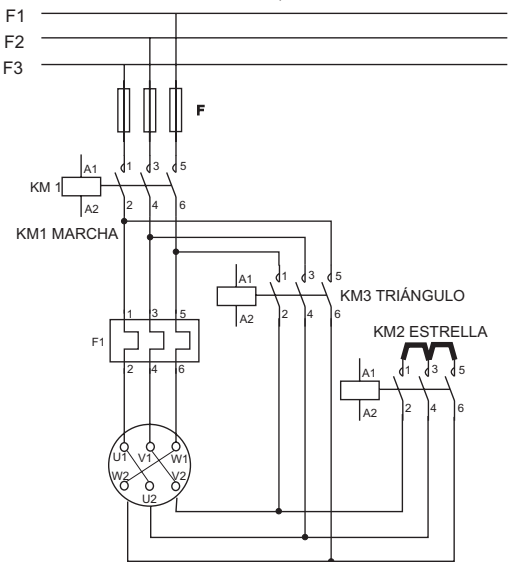 F1
F2
F3
F
A1 1 3 5
KM 1
A2 2 4 6
KM1 MARCHA
A1 1 3 5
KM3 TRIÁNGULO
A2 2 4 6
KM2 ESTRELLA
1 3 5
F1
2 4 6
A1 1 3 5
A2 2 4 6
U1 V1 W1
W2 U2 V2